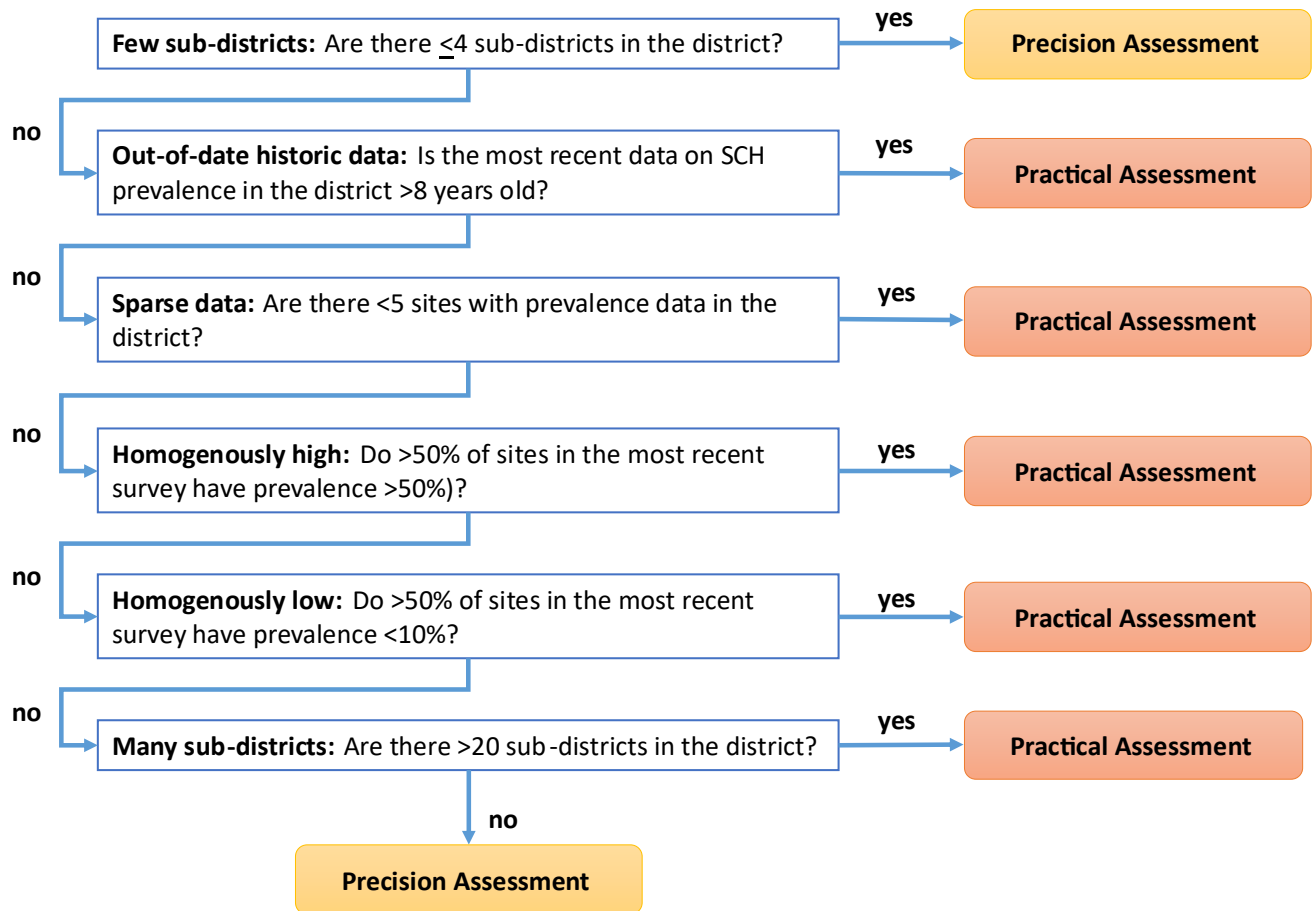 Few sub-districts: Are there <4 sub-districts in the district?
yes
Precision Assessment
no
Out-of-date historic data: Is the most recent data on SCH
prevalence in the district >8 years old?
yes
Practical Assessment
no
Sparse data: Are there <5 sites with prevalence data in the
district?
yes
Practical Assessment
no
Homogenously high: Do >50% of sites in the most recent
survey have prevalence >50%)?
yes
Practical Assessment
no
Homogenously low: Do >50% of sites in the most recent
survey have prevalence <10%?
yes
Practical Assessment
no
Many sub-districts: Are there >20 sub-districts in the district?
yes
Practical Assessment
no
Precision Assessment